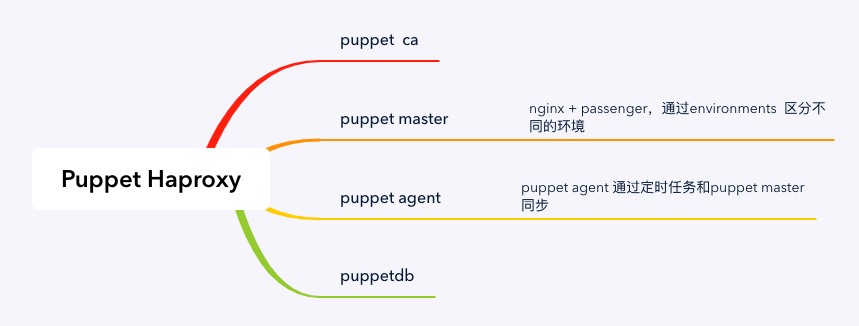 puppet ca
puppet master
nginx + passenger，通过environments 区分不
同的环境
Puppet Haproxy
puppet agent
puppet agent 通过定时任务和puppet master
同步
puppetdb